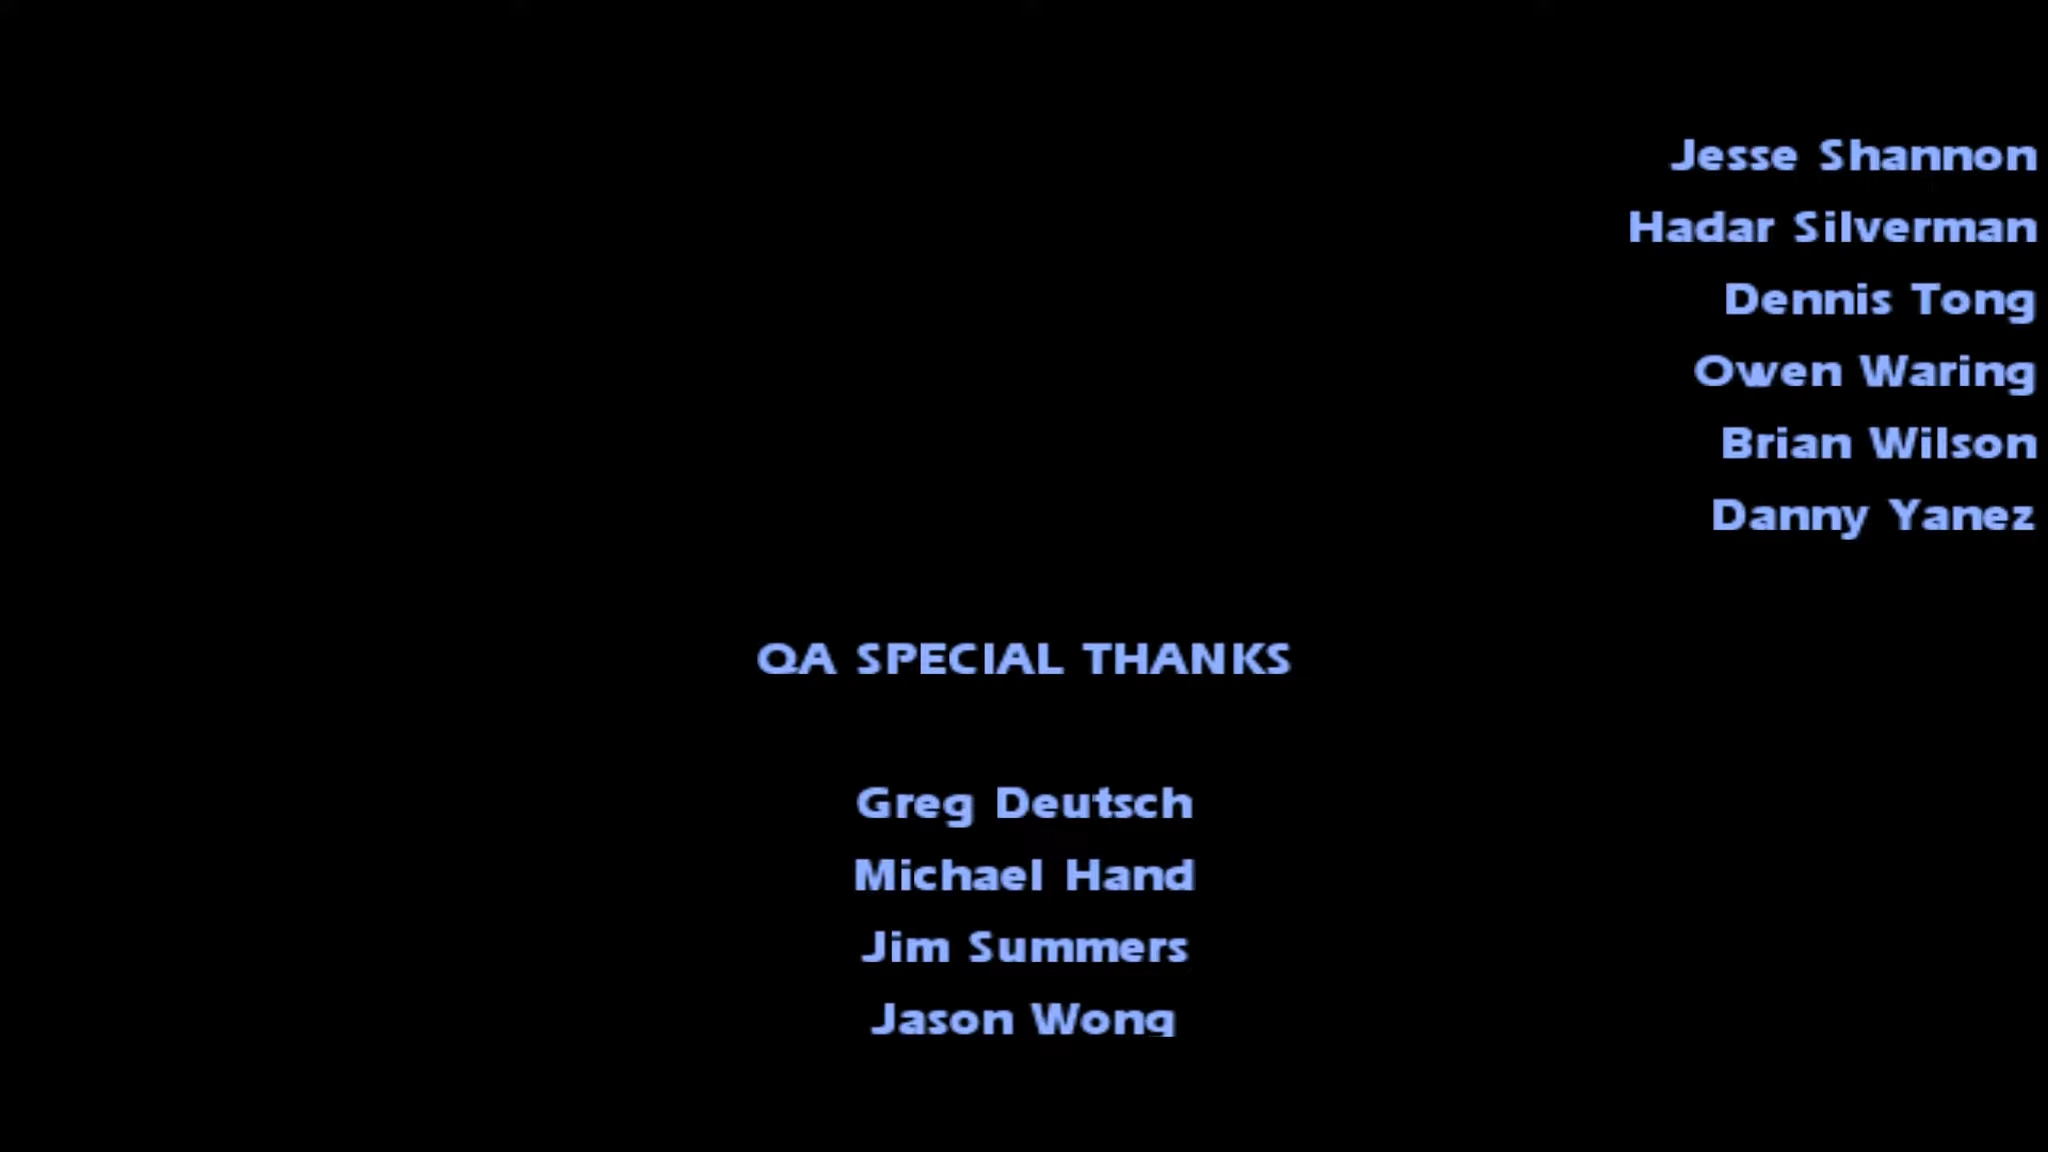 Jesse Shannon
Hadar Silverman
Dennis Tong
Owen Waring
Brian Wilson
Danny Yanez
QA SPECIAL THANKS
Greg Deutsch
Michael Hand
Jim Summers
Jason Wong